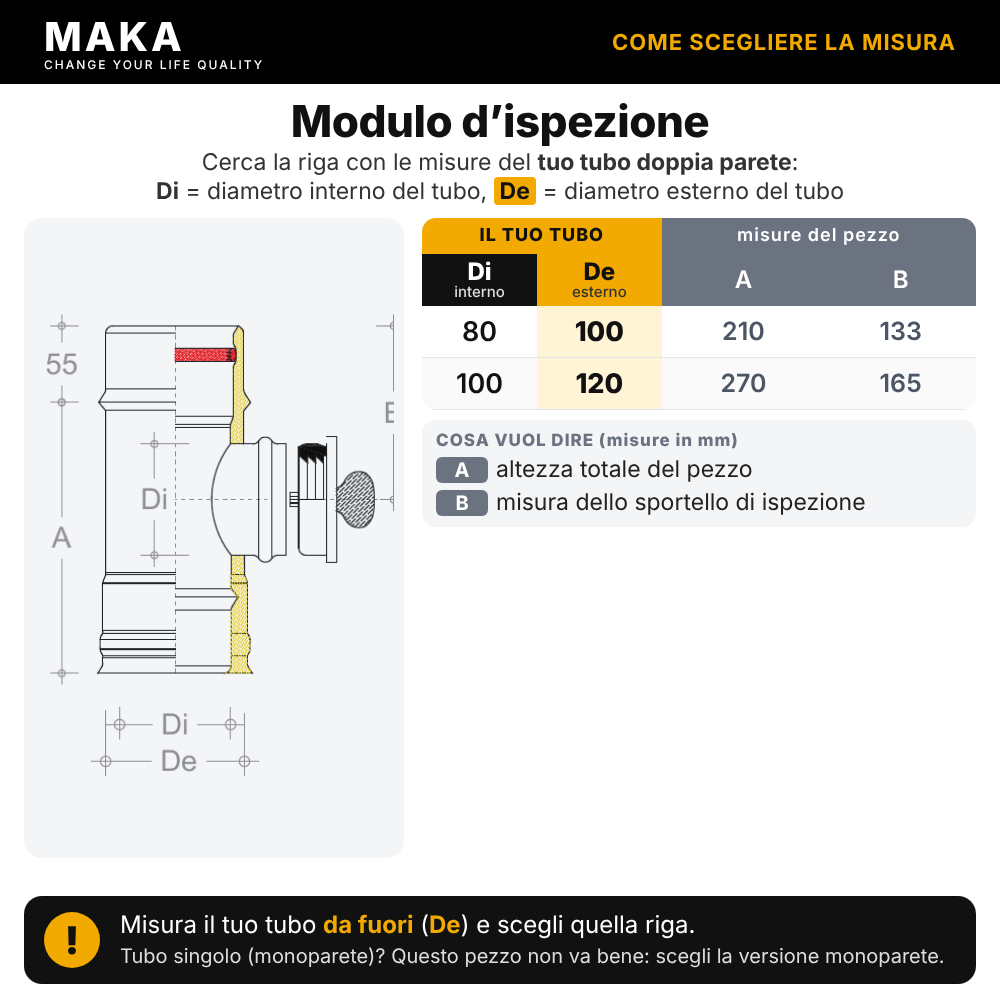 MAKA
CHANGE YOUR LIFE QUALITY
COME SCEGLIERE LA MISURA
Modulo d’ispezione
Cerca la riga con le misure del tuo tubo doppia parete:
Di = diametro interno del tubo, De = diametro esterno del tubo
55
A
Di
Di
De
IL TUO TUBO misure del pezzo
Di De A B
interno esterno
80 100 210 133
100 120 270 165
COSA VUOL DIRE (misure in mm)
A altezza totale del pezzo
B misura dello sportello di ispezione
! Misura il tuo tubo da fuori (De) e scegli quella riga.
Tubo singolo (monoparete)? Questo pezzo non va bene: scegli la versione monoparete.